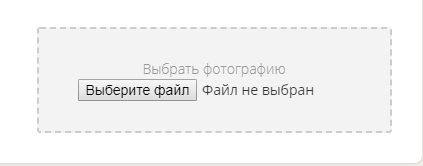 Выбрать фотографию
Выберите файл Файл не выбран